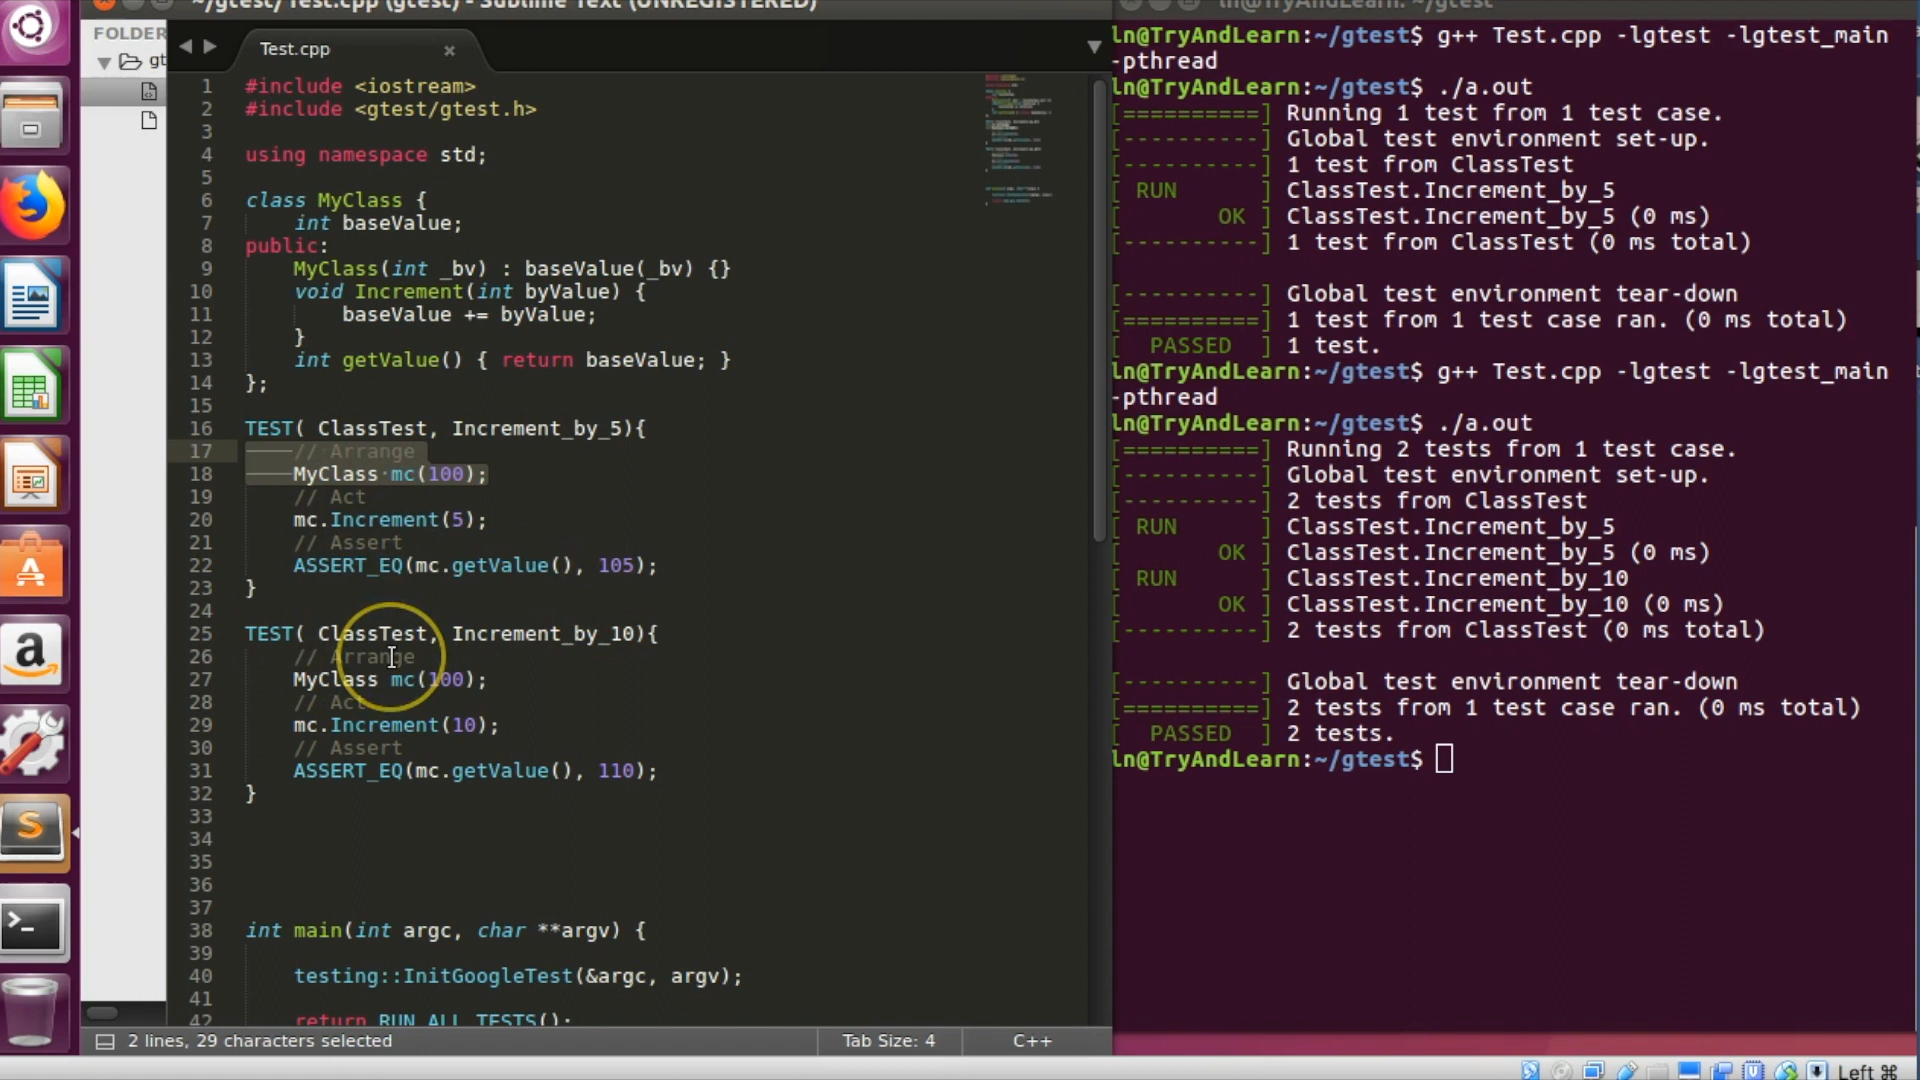 ~/gtest/Test.cpp (gtest) - Sublime Text (UNREGISTERED)
FOLDER
gt
Test.cpp
1 #include <iostream>
2 #include <gtest/gtest.h>
3
4 using namespace std;
5
6 class MyClass {
7 int baseValue;
8 public:
9 MyClass(int _bv) : baseValue(_bv) {}
10 void Increment(int byValue) {
11 baseValue += byValue;
12 }
13 int getValue() { return baseValue; }
14 };
15
16 TEST( ClassTest, Increment_by_5){
17 // Arrange
18 MyClass mc(100);
19 // Act
20 mc.Increment(5);
21 // Assert
22 ASSERT_EQ(mc.getValue(), 105);
23 }
24
25 TEST( ClassTest, Increment_by_10){
26 // Arrange
27 MyClass mc(100);
28 // Act
29 mc.Increment(10);
30 // Assert
31 ASSERT_EQ(mc.getValue(), 110);
32 }
33
34
35
36
37
38 int main(int argc, char **argv) {
39
40 testing::InitGoogleTest(&argc, argv);
41
42 return RUN_ALL_TESTS();
2 lines, 29 characters selected
Tab Size: 4
C++
ln@TryAndLearn: ~/gtest
ln@TryAndLearn:~/gtest$ g++ Test.cpp -lgtest -lgtest_main
-pthread
ln@TryAndLearn:~/gtest$ ./a.out
[==========] Running 1 test from 1 test case.
[----------] Global test environment set-up.
[----------] 1 test from ClassTest
[ RUN ] ClassTest.Increment_by_5
[ OK ] ClassTest.Increment_by_5 (0 ms)
[----------] 1 test from ClassTest (0 ms total)
[----------] Global test environment tear-down
[==========] 1 test from 1 test case ran. (0 ms total)
[ PASSED ] 1 test.
ln@TryAndLearn:~/gtest$ g++ Test.cpp -lgtest -lgtest_main
-pthread
ln@TryAndLearn:~/gtest$ ./a.out
[==========] Running 2 tests from 1 test case.
[----------] Global test environment set-up.
[----------] 2 tests from ClassTest
[ RUN ] ClassTest.Increment_by_5
[ OK ] ClassTest.Increment_by_5 (0 ms)
[ RUN ] ClassTest.Increment_by_10
[ OK ] ClassTest.Increment_by_10 (0 ms)
[----------] 2 tests from ClassTest (0 ms total)
[----------] Global test environment tear-down
[==========] 2 tests from 1 test case ran. (0 ms total)
[ PASSED ] 2 tests.
ln@TryAndLearn:~/gtest$
Left ⌘